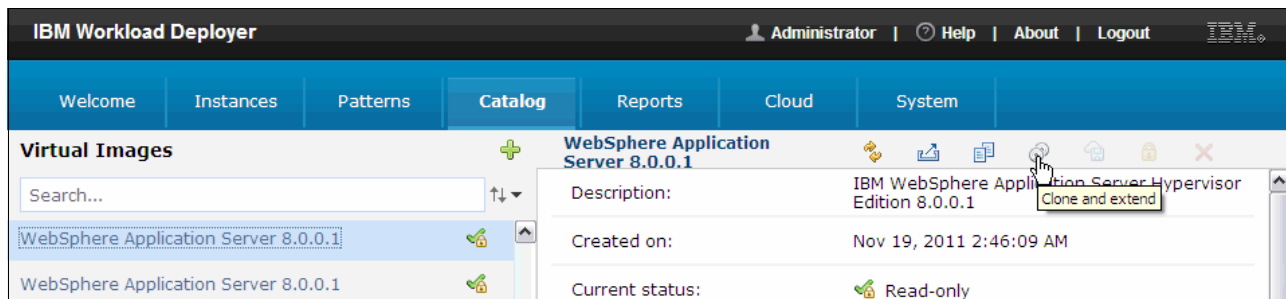 IBM Workload Deployer
Administrator | Help | About | Logout IBM
Welcome Instances Patterns Catalog Reports Cloud System
Virtual Images
WebSphere Application
Server 8.0.0.1
Search...
Description:
IBM WebSphere Application Server Hypervisor
Edition 8.0.0.1
Clone and extend
WebSphere Application Server 8.0.0.1
Created on:
Nov 19, 2011 2:46:09 AM
WebSphere Application Server 8.0.0.1
Current status:
Read-only